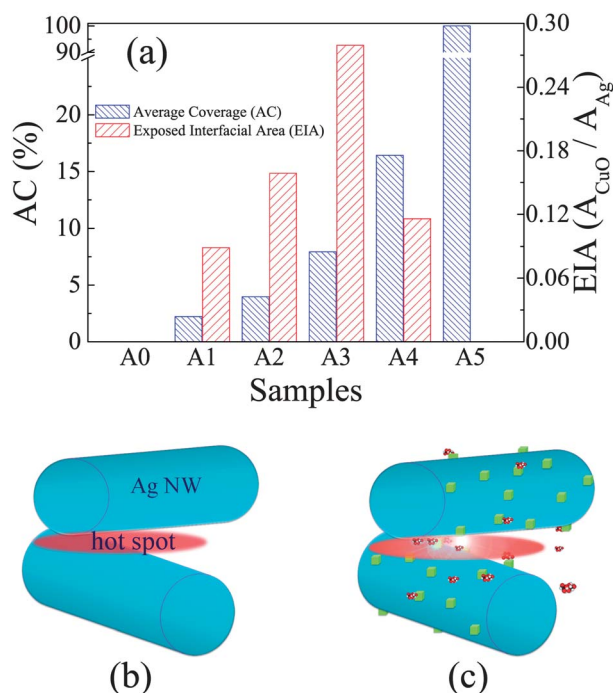 (a)
100
90
20
15
10
5
0
AC (%)
Average Coverage (AC)
Exposed Interfacial Area (EIA)
0.30
0.24
0.18
0.12
0.06
0.00
EIA (A_CuO / A_Ag)
A0 A1 A2 A3 A4 A5
Samples
Ag NW
hot spot
(b) (c)